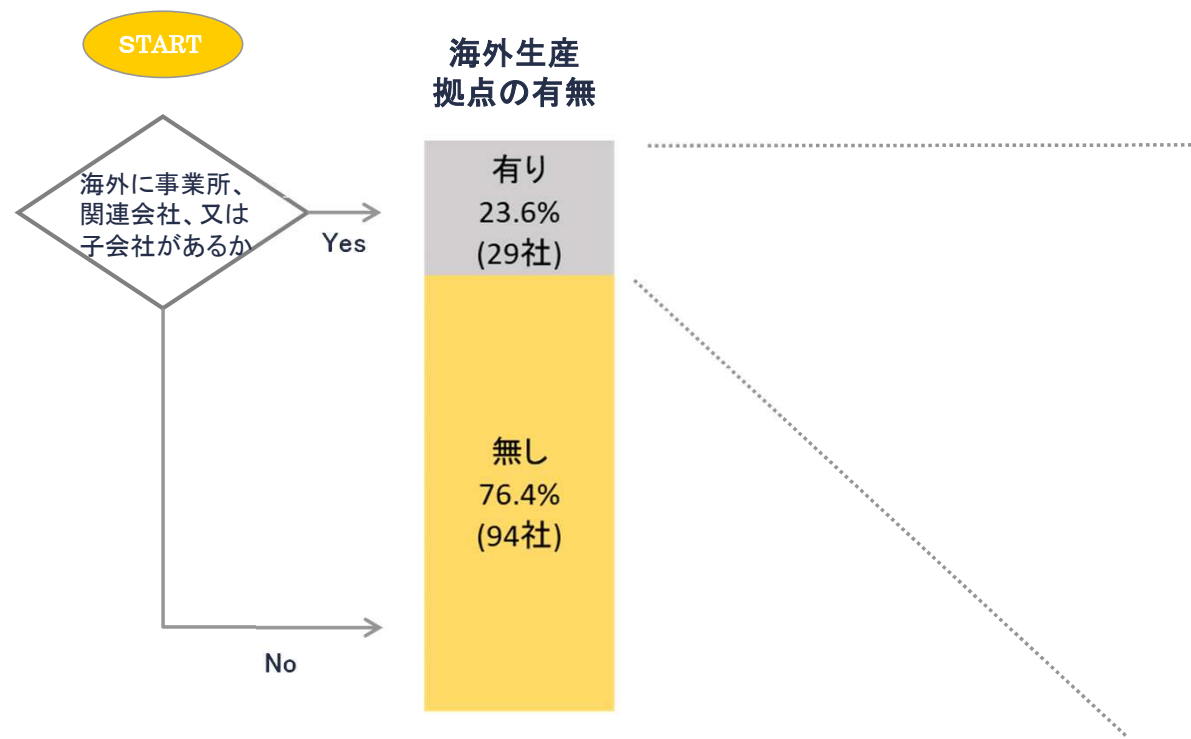 START
海外に事業所、
関連会社、又は
子会社があるか
Yes
No
海外生産
拠点の有無
有り
23.6%
(29社)
無し
76.4%
(94社)